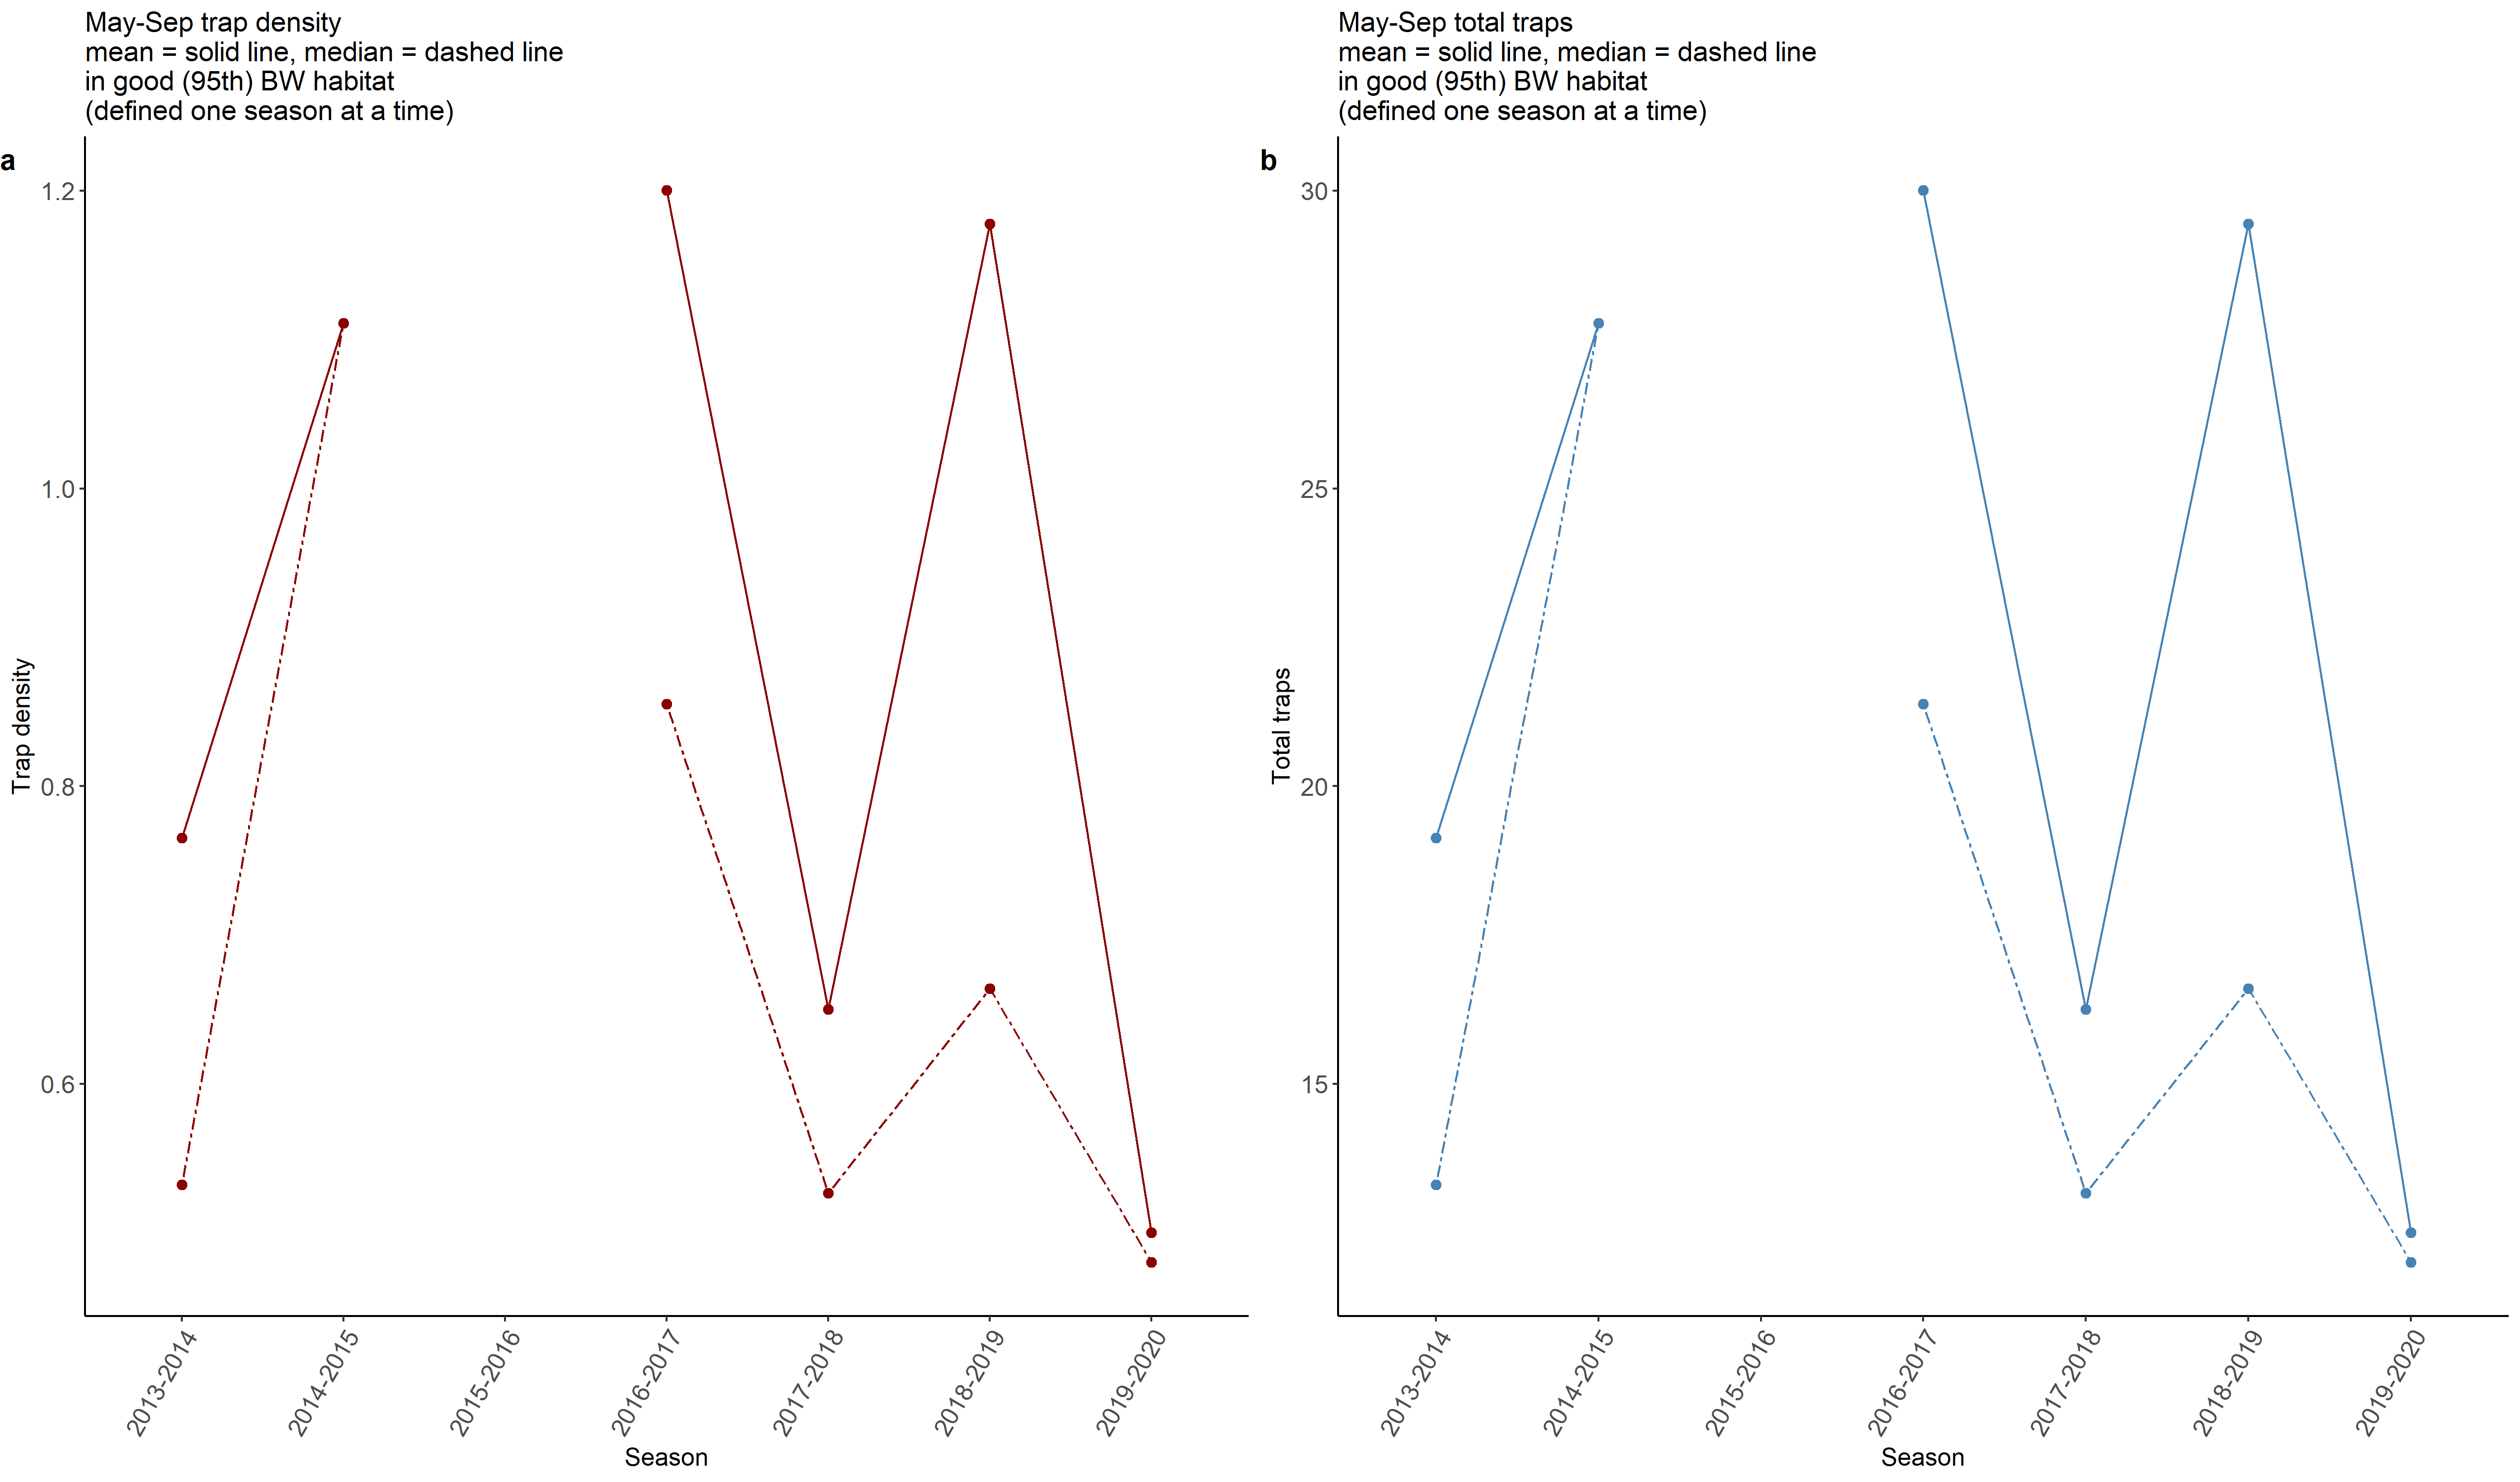 May-Sep trap density
mean = solid line, median = dashed line
in good (95th) BW habitat
(defined one season at a time)
a
1.2
1.0
0.8
0.6
Trap density
2013-2014
2014-2015
2015-2016
2016-2017
2017-2018
2018-2019
2019-2020
Season
May-Sep total traps
mean = solid line, median = dashed line
in good (95th) BW habitat
(defined one season at a time)
b
30
25
20
15
Total traps
2013-2014
2014-2015
2015-2016
2016-2017
2017-2018
2018-2019
2019-2020
Season